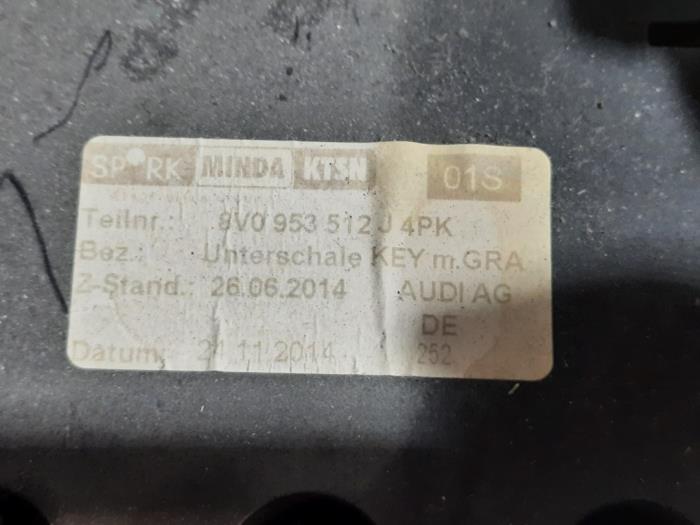 SPARK MINDA KTSN 01S
Teilnr.: 8V0 953 512 J 4PK
Bez.: Unterschale KEY m.GRA
Z-Stand.: 26.06.2014 AUDI AG
DE
Datum: 21.11.2014 252